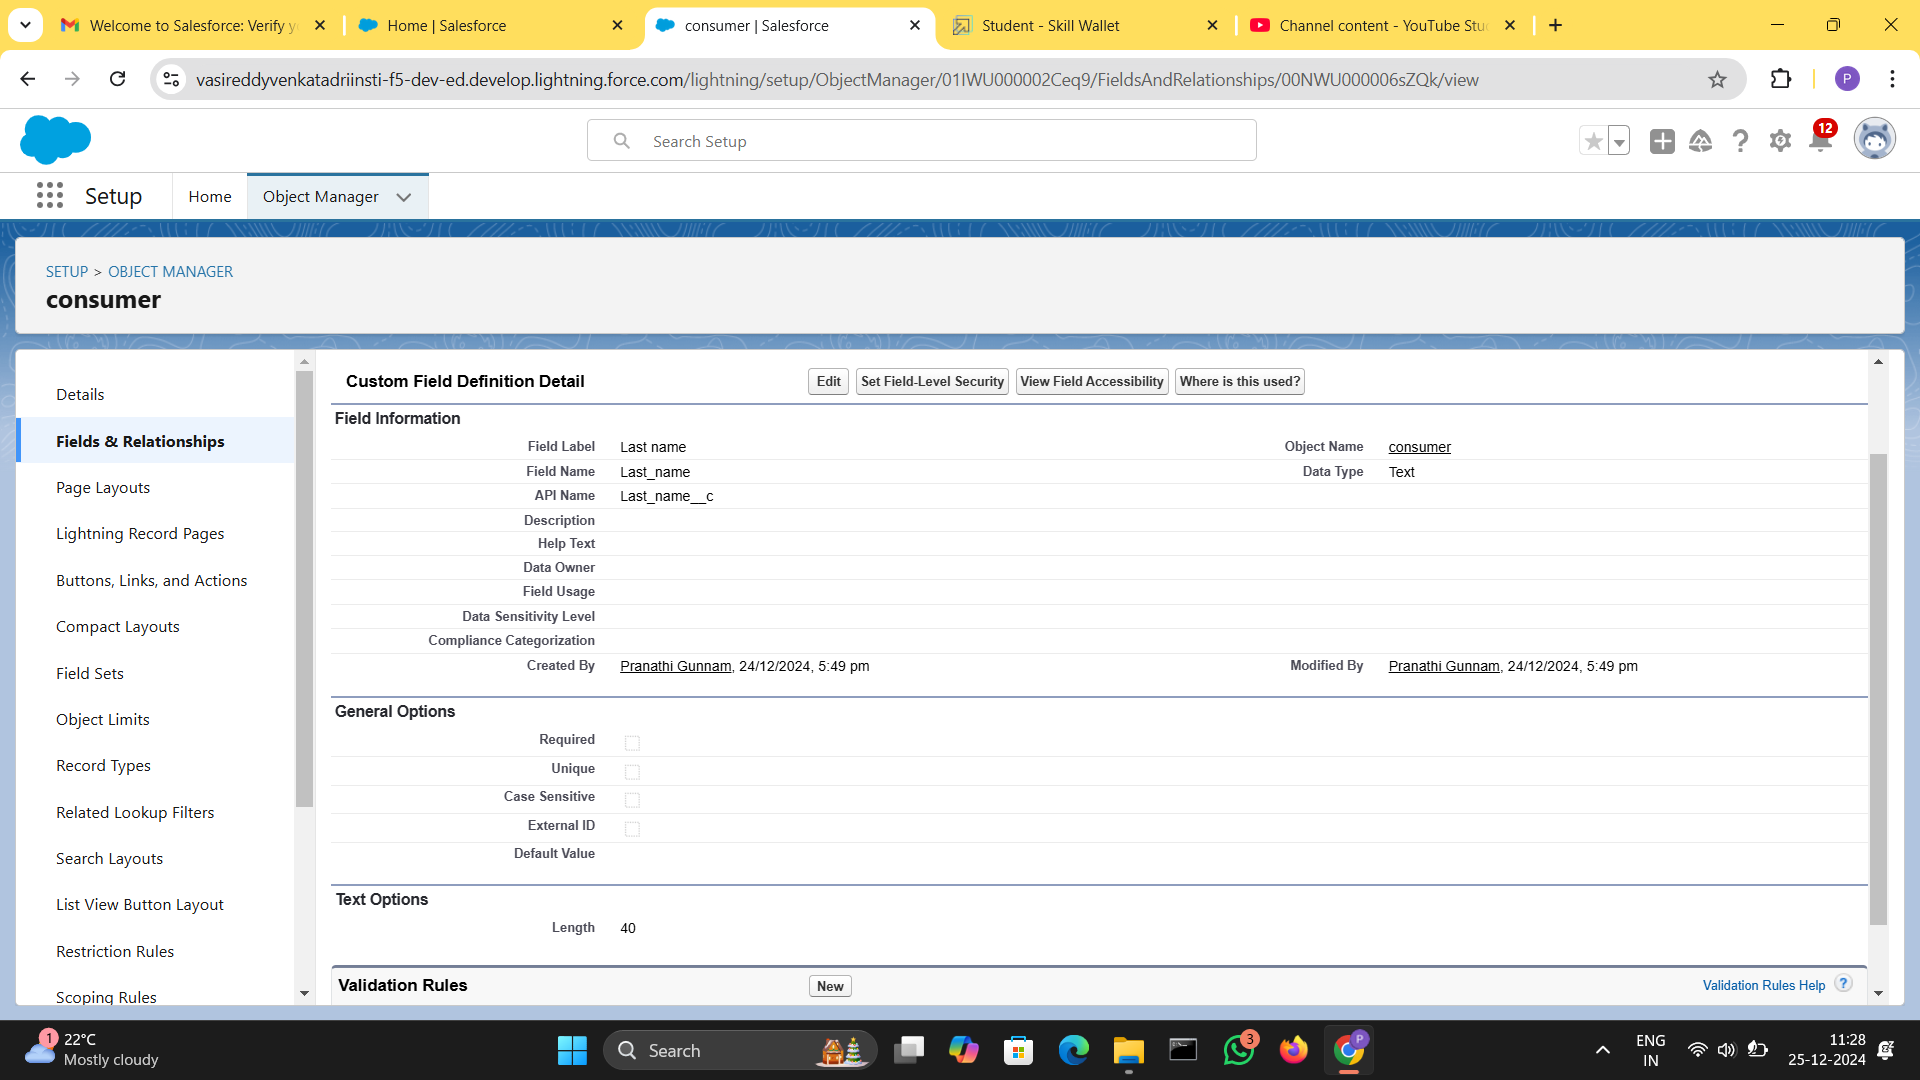 Welcome to Salesforce: Verify y
Home | Salesforce
consumer | Salesforce
Student - Skill Wallet
Channel content - YouTube Stu
vasireddyvenkatadriinsti-f5-dev-ed.develop.lightning.force.com/lightning/setup/ObjectManager/01IWU000002Ceq9/FieldsAndRelationships/00NWU000006sZQk/view
P
Search Setup
12
Setup
Home
Object Manager
SETUP > OBJECT MANAGER
consumer
Details
Fields & Relationships
Page Layouts
Lightning Record Pages
Buttons, Links, and Actions
Compact Layouts
Field Sets
Object Limits
Record Types
Related Lookup Filters
Search Layouts
List View Button Layout
Restriction Rules
Scoping Rules
Custom Field Definition Detail
Edit
Set Field-Level Security
View Field Accessibility
Where is this used?
Field Information
Field Label Last name Object Name consumer
Field Name Last_name Data Type Text
API Name Last_name__c
Description
Help Text
Data Owner
Field Usage
Data Sensitivity Level
Compliance Categorization
Created By Pranathi Gunnam, 24/12/2024, 5:49 pm Modified By Pranathi Gunnam, 24/12/2024, 5:49 pm
General Options
Required
Unique
Case Sensitive
External ID
Default Value
Text Options
Length 40
Validation Rules
New
Validation Rules Help ?
1
22°C
Mostly cloudy
Search
3
P
ENG
IN
11:28
25-12-2024